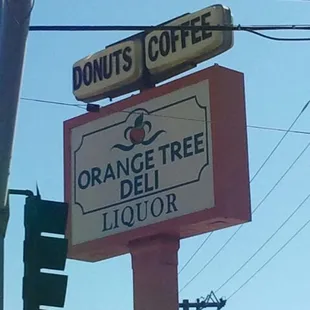 DONUTS COFFEE
ORANGE TREE
DELI
LIQUOR